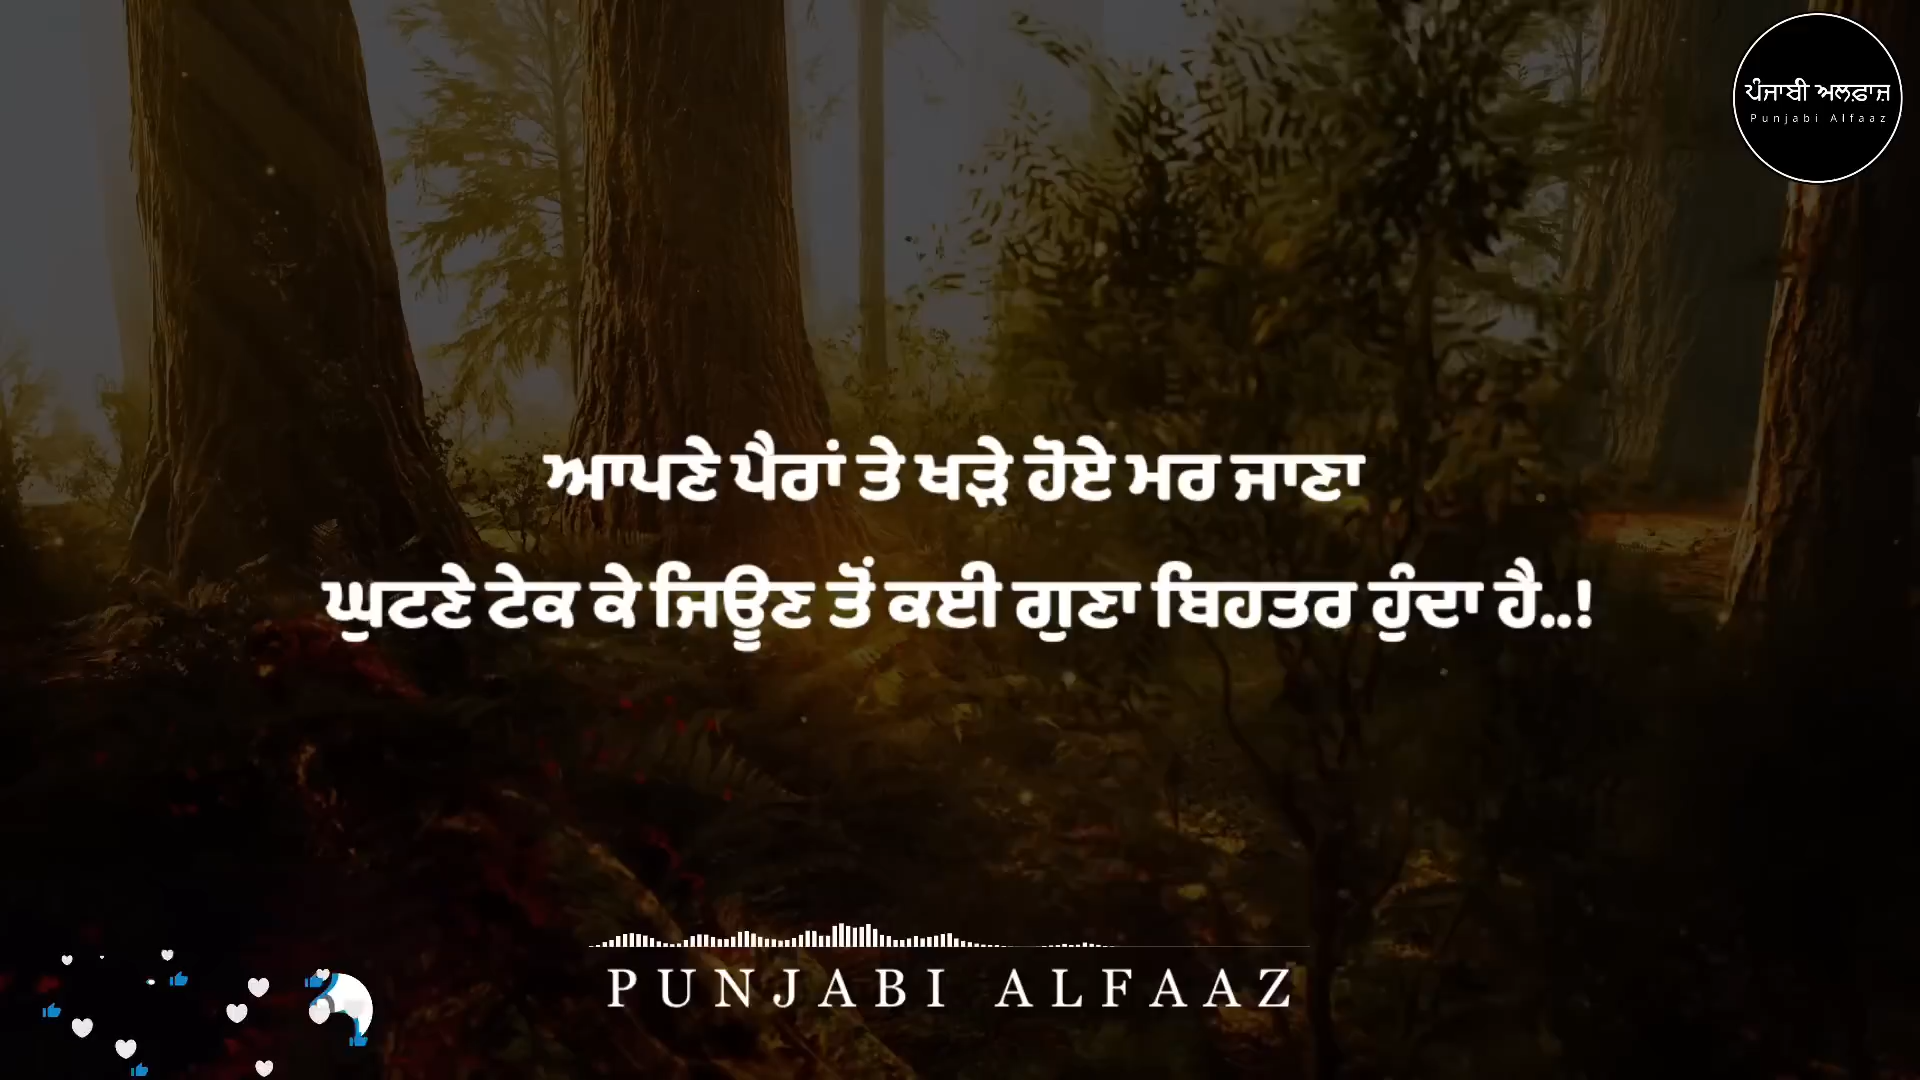 ਪੰਜਾਬੀ ਅਲਫ਼ਾਜ਼
Punjabi Alfaaz
ਆਪਣੇ ਪੈਰਾਂ ਤੇ ਖੜੇ ਹੋਏ ਮਰ ਜਾਣਾ
ਘੁਟਣੇ ਟੇਕ ਕੇ ਜਿਊਣ ਤੋਂ ਕਈ ਗੁਣਾ ਬਿਹਤਰ ਹੁੰਦਾ ਹੈ..!
PUNJABI ALFAAZ